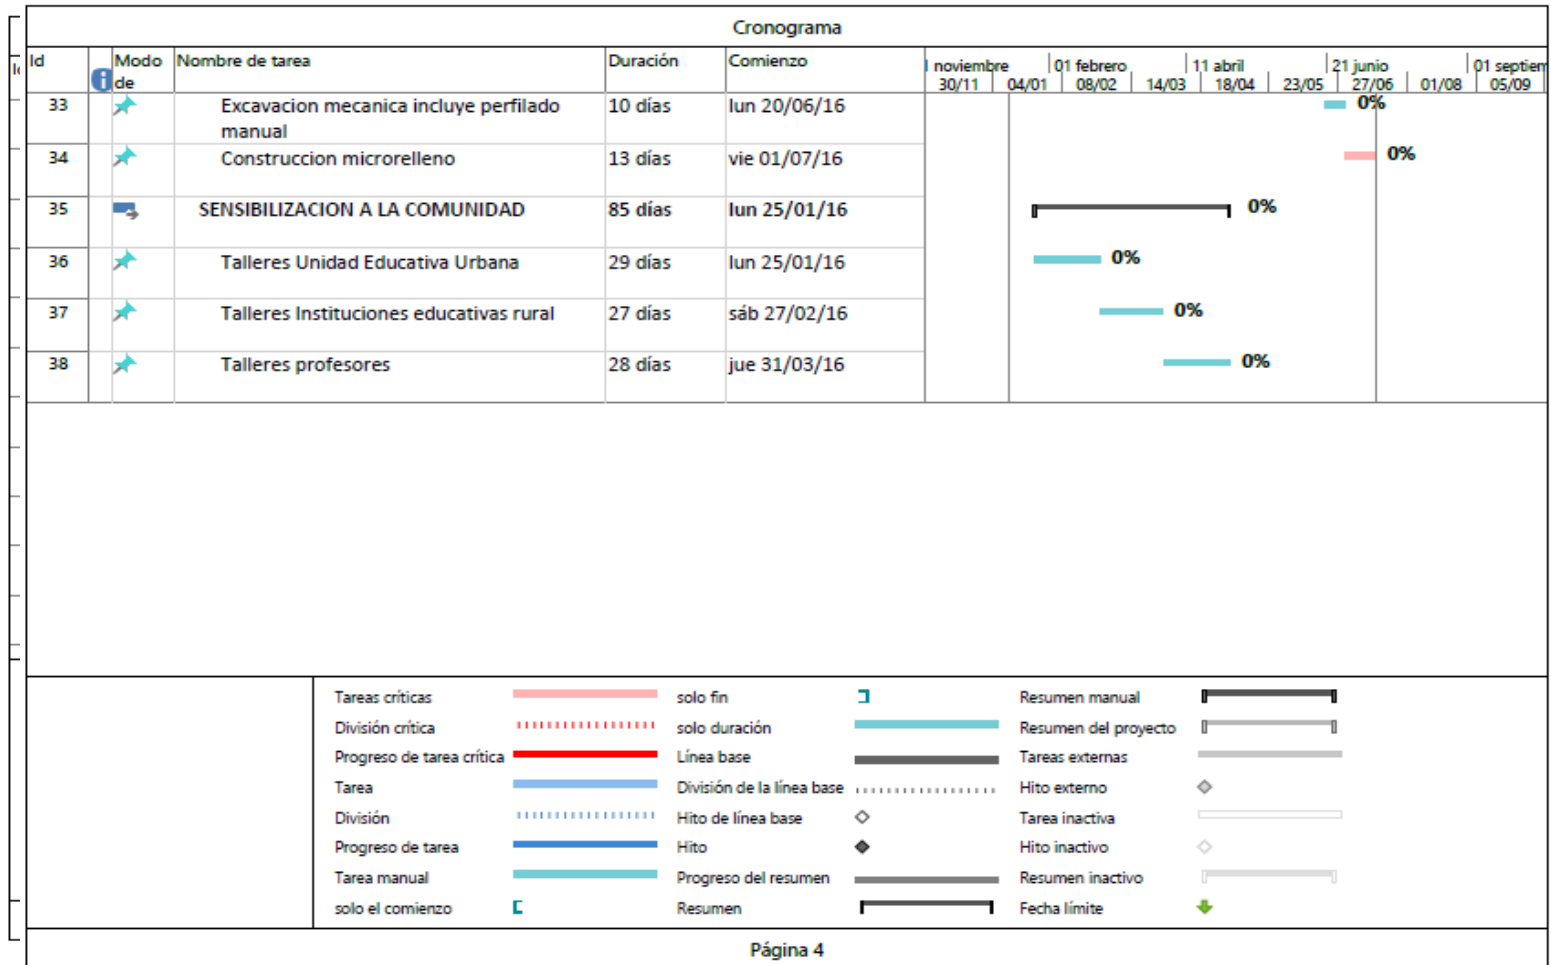 Cronograma
Id Modo de Nombre de tarea Duración Comienzo noviembre 01 febrero 11 abril 21 junio 01 septiem
30/11 04/01 08/02 14/03 18/04 23/05 27/06 01/08 05/09
33 Excavacion mecanica incluye perfilado manual 10 días lun 20/06/16 0%
34 Construccion microrelleno 13 días vie 01/07/16 0%
35 SENSIBILIZACION A LA COMUNIDAD 85 días lun 25/01/16 0%
36 Talleres Unidad Educativa Urbana 29 días lun 25/01/16 0%
37 Talleres Instituciones educativas rural 27 días sáb 27/02/16 0%
38 Talleres profesores 28 días jue 31/03/16 0%
Tareas críticas solo fin Resumen manual
División crítica solo duración Resumen del proyecto
Progreso de tarea crítica Línea base Tareas externas
Tarea División de la línea base Hito externo
División Hito de línea base Tarea inactiva
Progreso de tarea Hito Hito inactivo
Tarea manual Progreso del resumen Resumen inactivo
solo el comienzo Resumen Fecha límite
Página 4